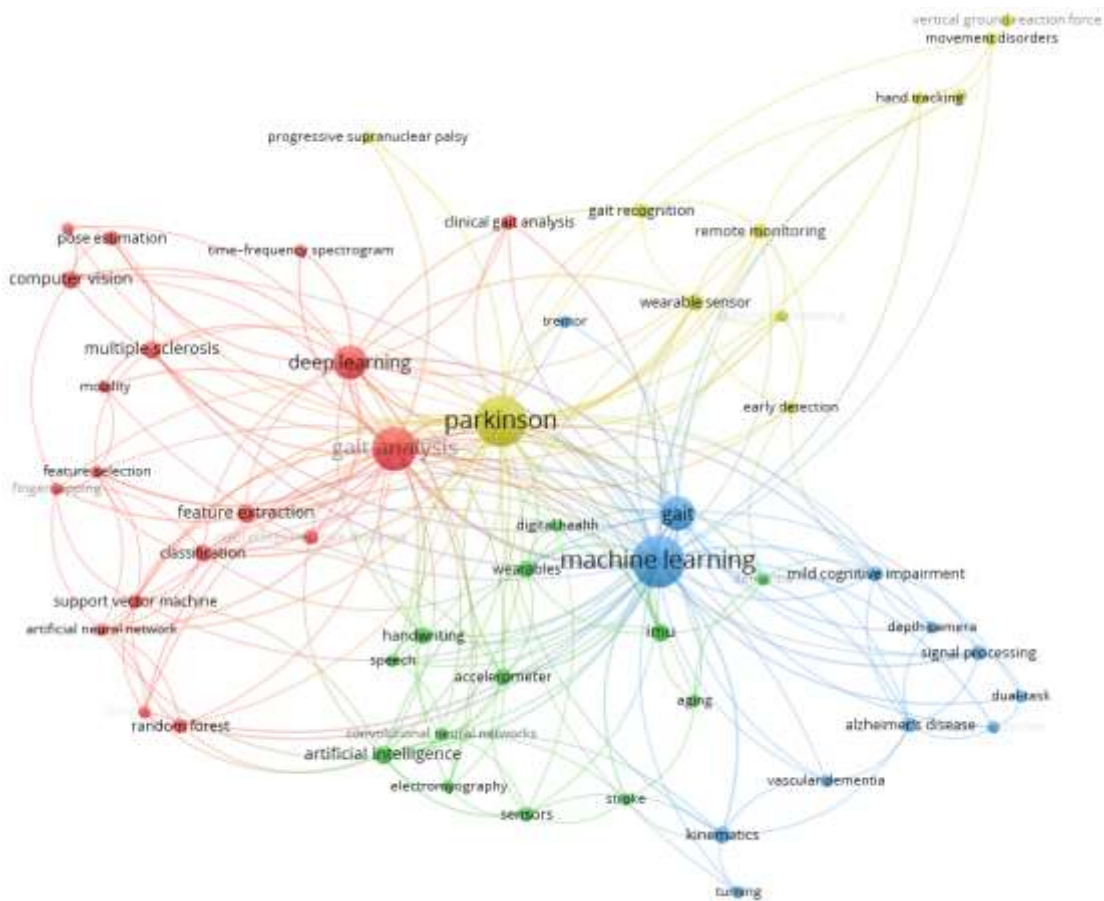 vertical ground reaction force
movement disorders
hand tracking
progressive supranuclear palsy
gait recognition
clinical gait analysis
remote monitoring
pose estimation
time-frequency spectrogram
computer vision
wearable sensor
tremor
multiple sclerosis
deep learning
mobility
early detection
parkinson
gait analysis
feature selection
finger tapping
feature extraction
gait
digital health
classification
machine learning
wearables
mild cognitive impairment
support vector machine
artificial neural network
depth camera
handwriting
imu
signal processing
speech
accelerometer
dual-task
aging
random forest
alzheimer's disease
convolutional neural networks
artificial intelligence
vascular dementia
electromyography
stroke
sensors
kinematics
turning